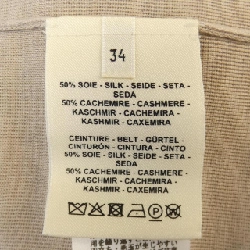 34
50% SOIE - SILK - SEIDE - SETA -
SEDA
50% CACHEMIRE - CASHMERE -
KASCHMIR - CACHEMIRA -
KASHMIR - CAXEMIRA
CEINTURE - BELT - GÜRTEL
CINTURÓN - CINTURA - CINTO
50% SOIE - SILK - SEIDE - SETA -
SEDA
50% CACHEMIRE - CASHMERE -
KASCHMIR - CACHEMIRA -
KASHMIR - CAXEMIRA